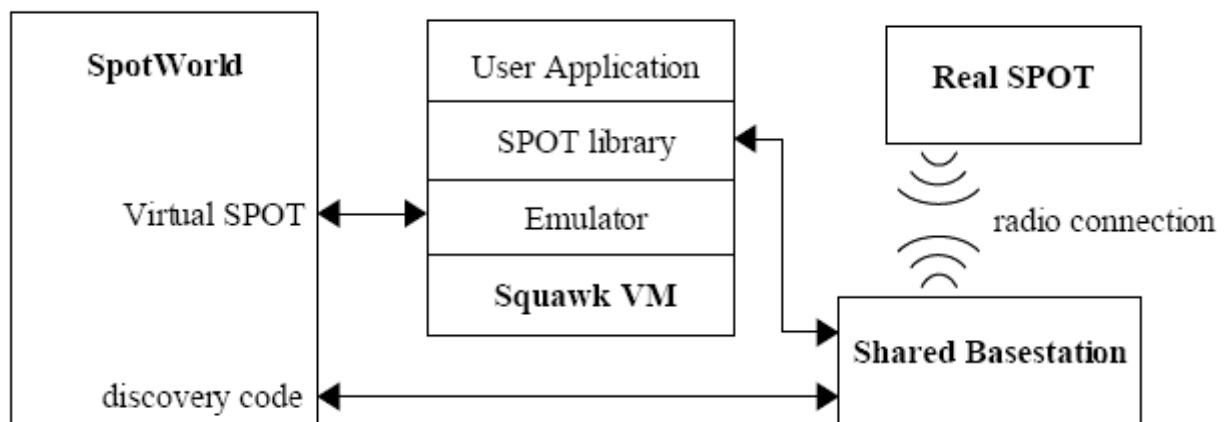 SpotWorld
Virtual SPOT
discovery code
User Application
SPOT library
Emulator
Squawk VM
Real SPOT
radio connection
Shared Basestation